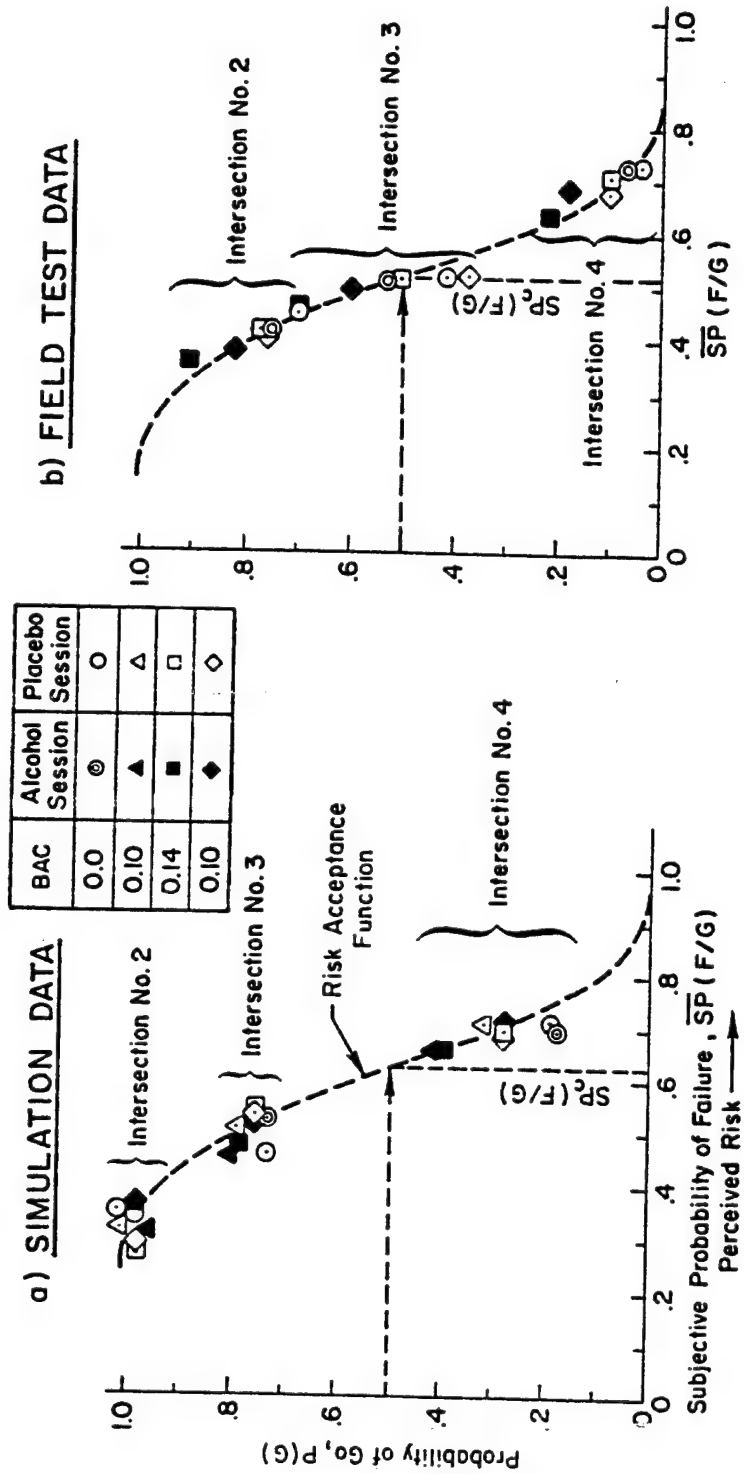 a) SIMULATION DATA
Intersection No. 2
Intersection No. 3
Risk Acceptance
Function
Intersection No. 4
SPc(F/G)
Probability of Go, P(G)
1.0
.8
.6
.4
.2
0
0
.2
.4
.6
.8
1.0
Subjective Probability of Failure, S̅P̅ (F/G)
Perceived Risk
BAC Alcohol Session Placebo Session
0.0
0.10
0.14
0.10
b) FIELD TEST DATA
Intersection No. 2
Intersection No. 3
SPc(F/G)
Intersection No. 4
1.0
.8
.6
.4
.2
0
0
.2
.4
.6
.8
1.0
S̅P̅ (F/G)